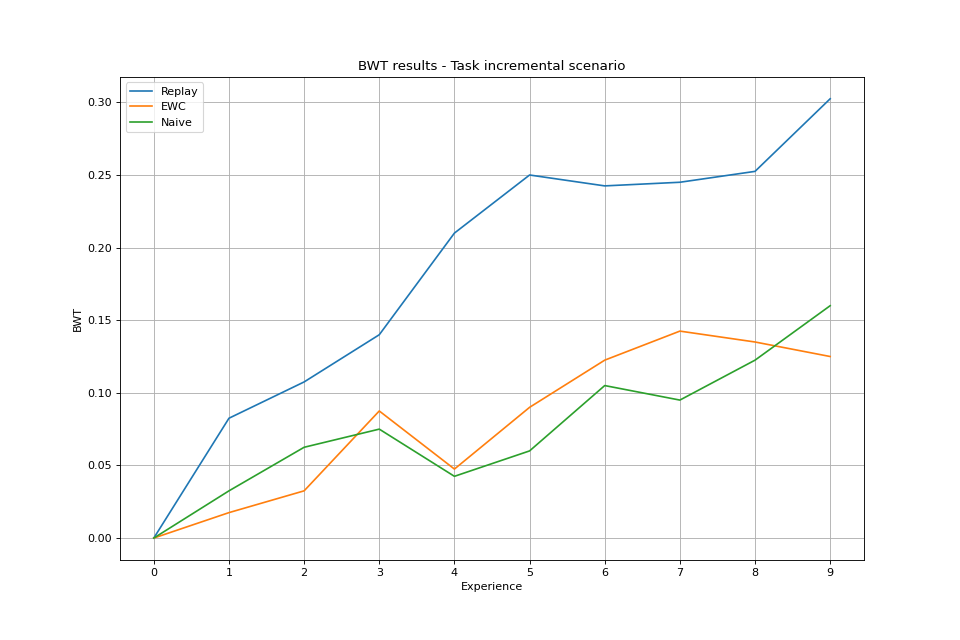 BWT results - Task incremental scenario
Replay
EWC
Naive
0.30
0.25
0.20
0.15
0.10
0.05
0.00
BWT
0 1 2 3 4 5 6 7 8 9
Experience